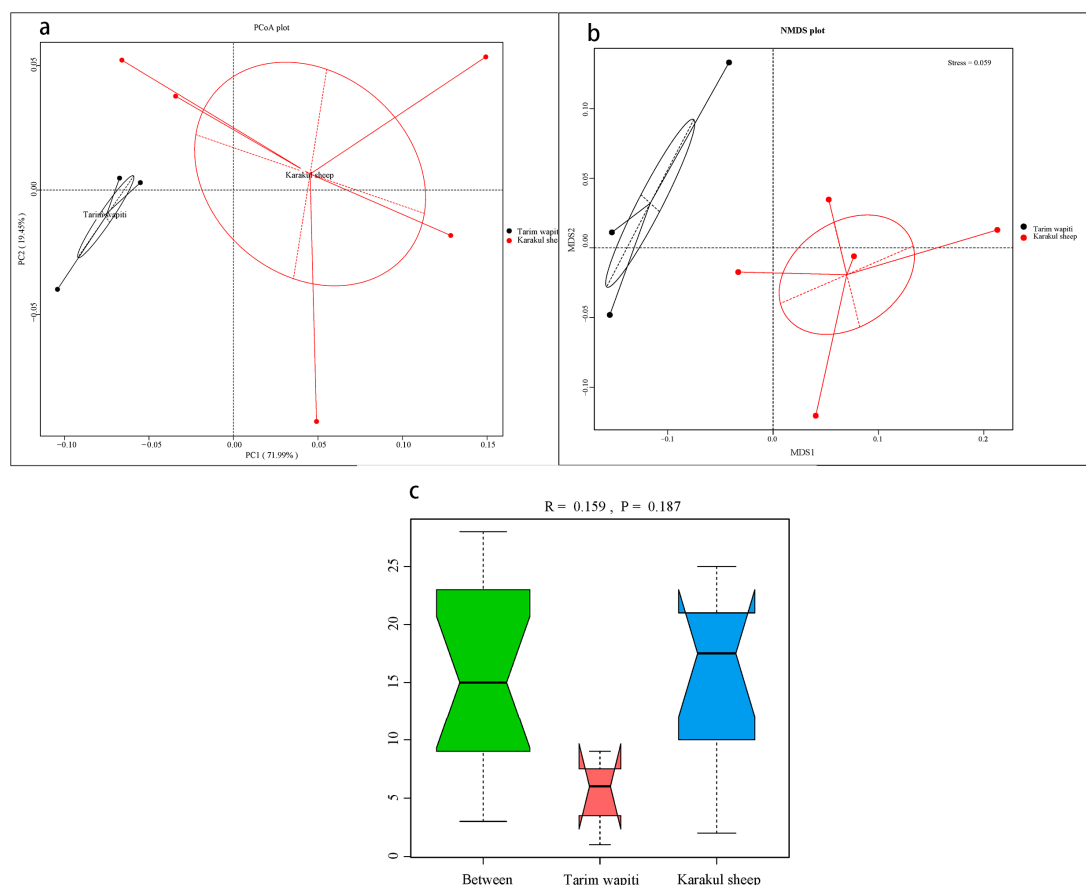 a
PCoA plot
0.05
0.00
−0.05
PC2 ( 19.45%)
Karakul sheep
Tarim wapiti
Tarim wapit
Karakul she
−0.10
−0.05
0.00
0.05
0.10
0.15
PC1 ( 71.99%)
b
NMDS plot
Stress = 0.059
0.10
0.05
0.00
−0.05
−0.10
MDS2
Tarim wapiti
Karakul sheep
−0.1
0.0
0.1
0.2
MDS1
c
R = 0.159 , P = 0.187
25
20
15
10
5
0
Between
Tarim wapiti
Karakul sheep